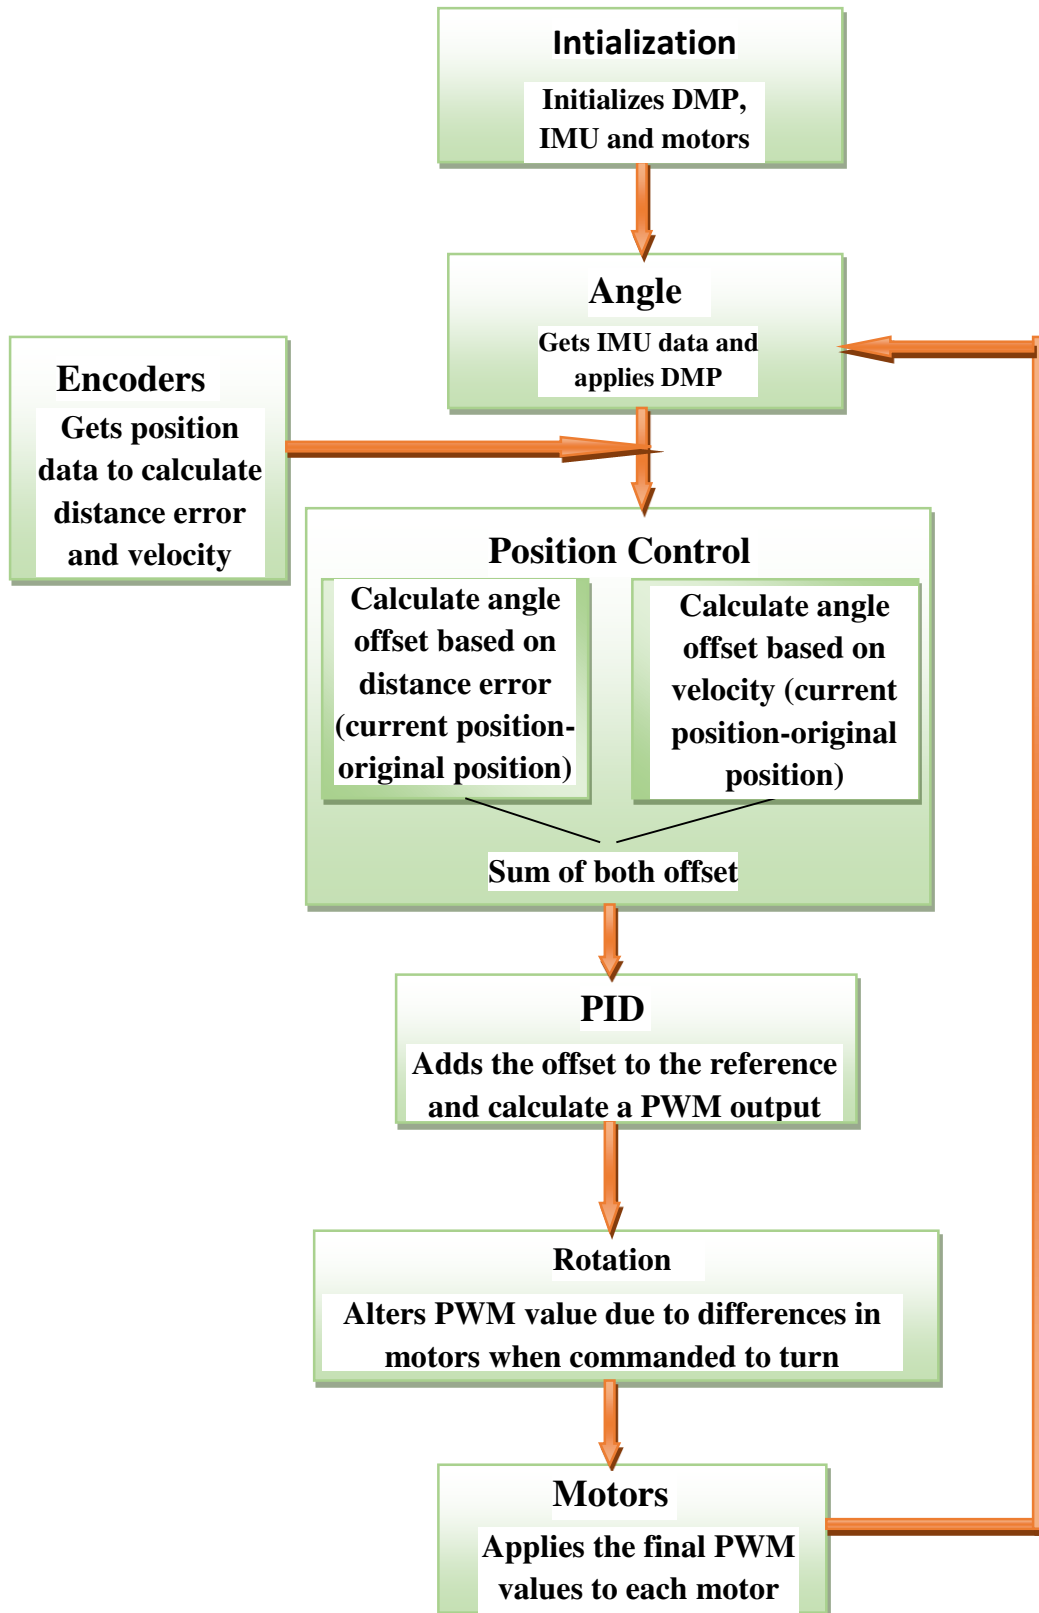 Intialization
Initializes DMP,
IMU and motors
Angle
Gets IMU data and
applies DMP
Encoders
Gets position
data to calculate
distance error
and velocity
Position Control
Calculate angle
offset based on
distance error
(current position-
original position)
Calculate angle
offset based on
velocity (current
position-original
position)
Sum of both offset
PID
Adds the offset to the reference
and calculate a PWM output
Rotation
Alters PWM value due to differences in
motors when commanded to turn
Motors
Applies the final PWM
values to each motor